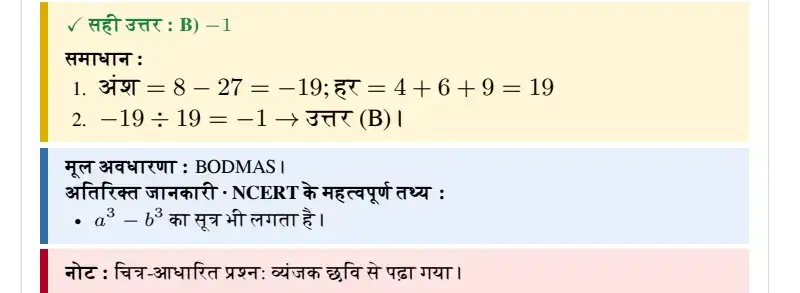 ✓ सही उत्तर : B) −1
समाधान :
1. अंश = 8 − 27 = −19; हर = 4 + 6 + 9 = 19
2. −19 ÷ 19 = −1 → उत्तर (B)।
मूल अवधारणा : BODMAS।
अतिरिक्त जानकारी · NCERT के महत्वपूर्ण तथ्य :
• a³ − b³ का सूत्र भी लगता है।
नोट : चित्र-आधारित प्रश्न: व्यंजक छवि से पढ़ा गया।